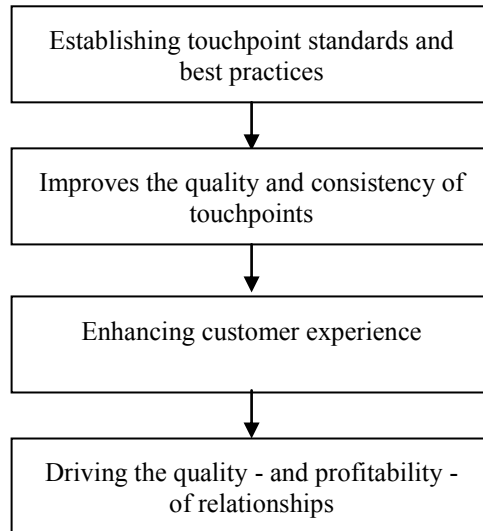 Establishing touchpoint standards and
best practices
Improves the quality and consistency of
touchpoints
Enhancing customer experience
Driving the quality - and profitability -
of relationships